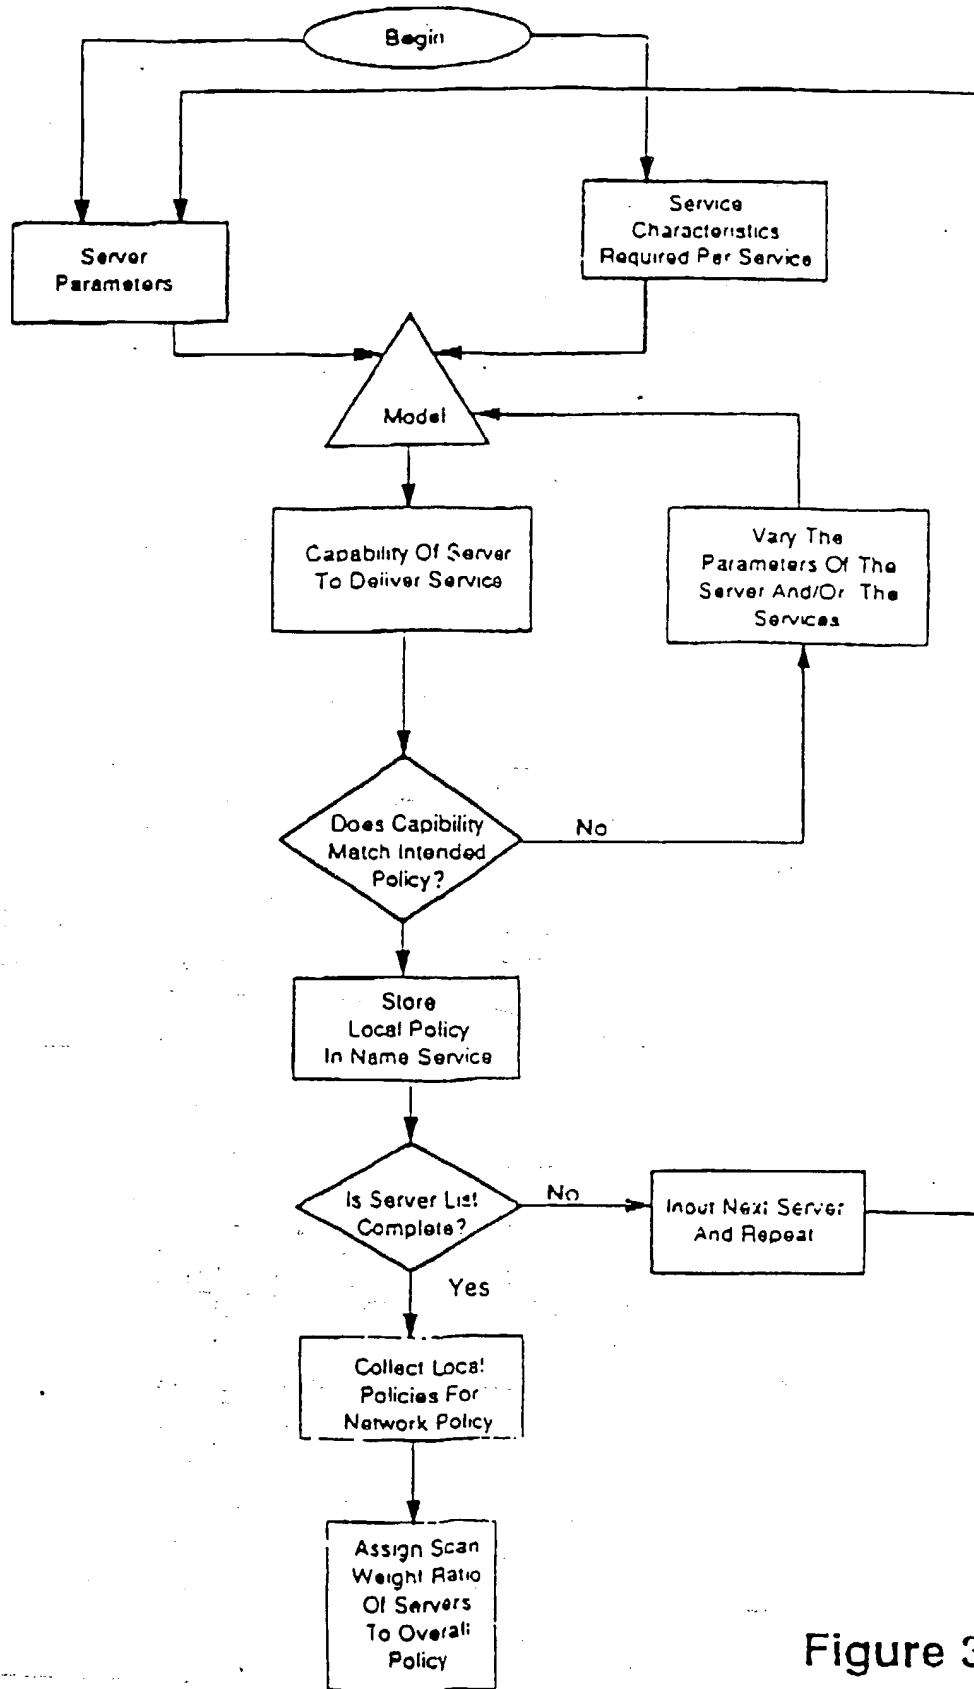 Begin
Server
Parameters
Service
Characteristics
Required Per Service
Model
Capability Of Server
To Deliver Service
Vary The
Parameters Of The
Server And/Or The
Services
Does Capibility
Match Intended
Policy?
No
Store
Local Policy
In Name Service
Is Server List
Complete?
No
Input Next Server
And Repeat
Yes
Collect Local
Policies For
Network Policy
Assign Scan
Weight Ratio
Of Servers
To Overall
Policy
Figure 3